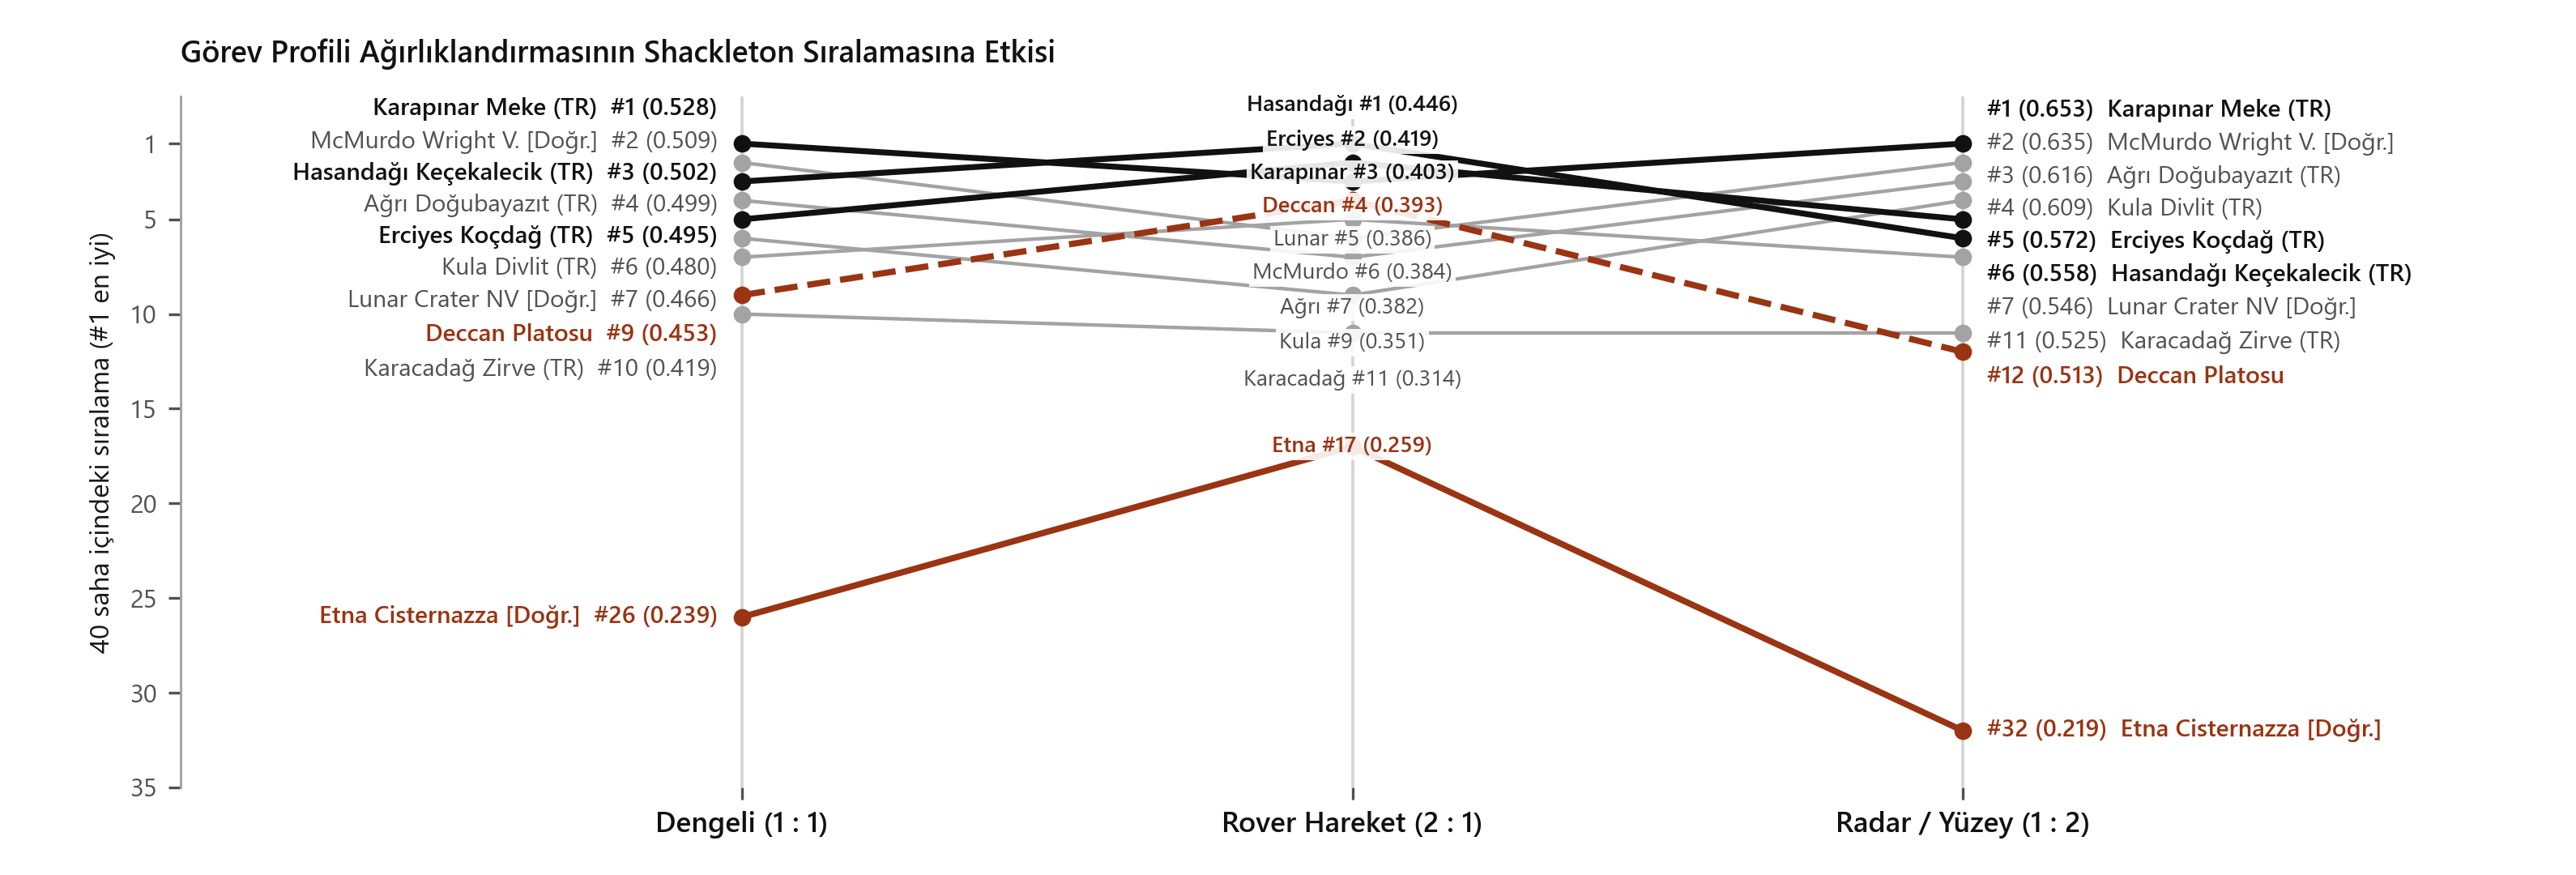 Görev Profili Ağırlıklandırmasının Shackleton Sıralamasına Etkisi
40 saha içindeki sıralama (#1 en iyi)
1
5
10
15
20
25
30
35
Karapınar Meke (TR) #1 (0.528)
McMurdo Wright V. [Doğr.] #2 (0.509)
Hasandağı Keçekalecik (TR) #3 (0.502)
Ağrı Doğubayazıt (TR) #4 (0.499)
Erciyes Koçdağ (TR) #5 (0.495)
Kula Divlit (TR) #6 (0.480)
Lunar Crater NV [Doğr.] #7 (0.466)
Deccan Platosu #9 (0.453)
Karacadağ Zirve (TR) #10 (0.419)
Etna Cisternazza [Doğr.] #26 (0.239)
Hasandağı #1 (0.446)
Erciyes #2 (0.419)
Karapınar #3 (0.403)
Deccan #4 (0.393)
Lunar #5 (0.386)
McMurdo #6 (0.384)
Ağrı #7 (0.382)
Kula #9 (0.351)
Karacadağ #11 (0.314)
Etna #17 (0.259)
#1 (0.653) Karapınar Meke (TR)
#2 (0.635) McMurdo Wright V. [Doğr.]
#3 (0.616) Ağrı Doğubayazıt (TR)
#4 (0.609) Kula Divlit (TR)
#5 (0.572) Erciyes Koçdağ (TR)
#6 (0.558) Hasandağı Keçekalecik (TR)
#7 (0.546) Lunar Crater NV [Doğr.]
#11 (0.525) Karacadağ Zirve (TR)
#12 (0.513) Deccan Platosu
#32 (0.219) Etna Cisternazza [Doğr.]
Dengeli (1 : 1)
Rover Hareket (2 : 1)
Radar / Yüzey (1 : 2)